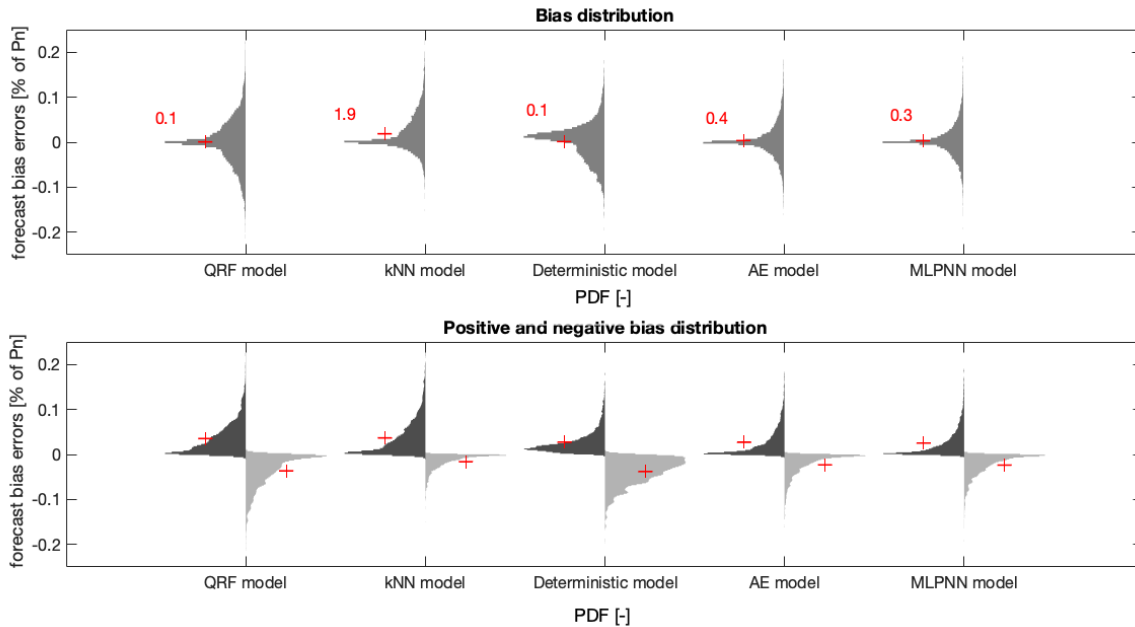 Bias distribution
forecast bias errors [% of Pn]
0.2
0.1
0
-0.1
-0.2
0.1
1.9
0.1
0.4
0.3
QRF model
kNN model
Deterministic model
AE model
MLPNN model
PDF [-]
Positive and negative bias distribution
forecast bias errors [% of Pn]
0.2
0.1
0
-0.1
-0.2
QRF model
kNN model
Deterministic model
AE model
MLPNN model
PDF [-]